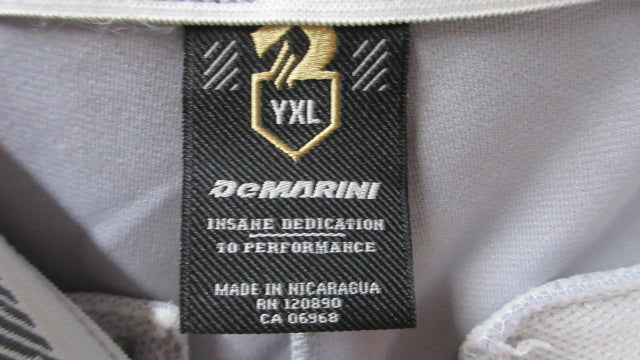 YXL
DeMARINI
INSANE DEDICATION
TO PERFORMANCE
MADE IN NICARAGUA
RN 120890
CA 06968